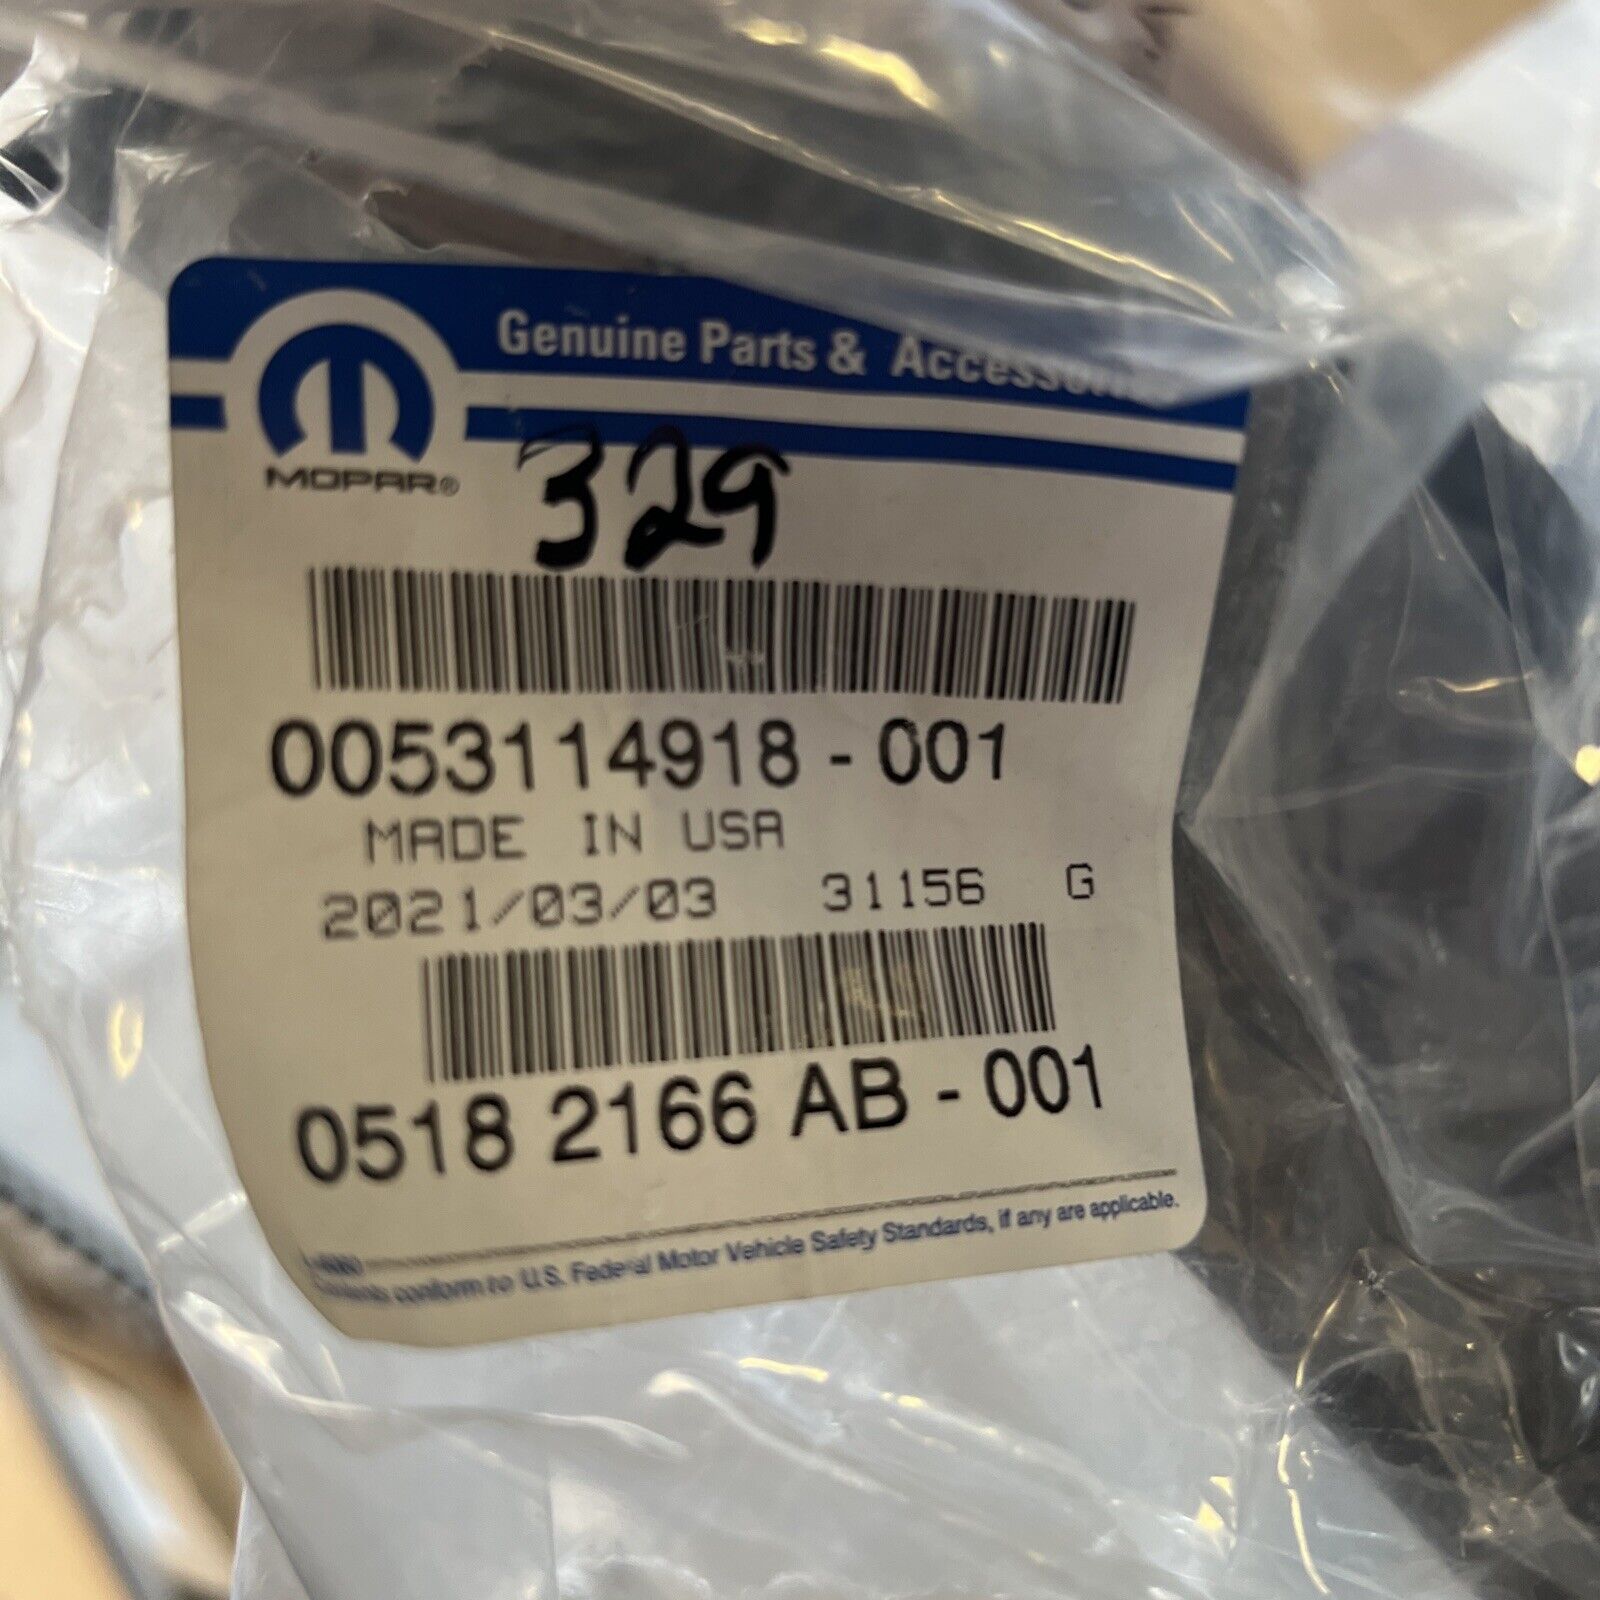 Genuine Parts & Accessories
MOPAR®
329
0053114918 - 001
MADE IN USA
2021/03/03 31156 G
0518 2166 AB - 001
conform to U.S. Federal Motor Vehicle Safety Standards, if any are applicable.